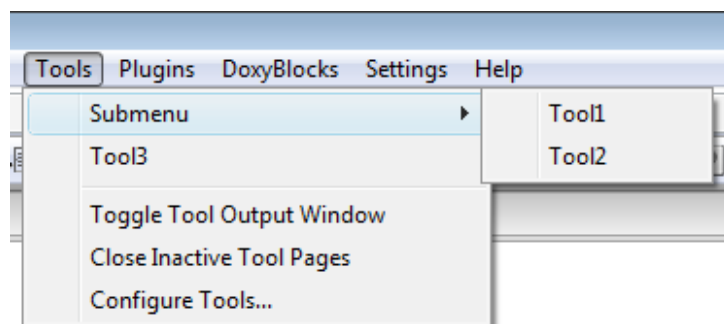 Tools Plugins DoxyBlocks Settings Help
Submenu
Tool1
Tool3
Tool2
Toggle Tool Output Window
Close Inactive Tool Pages
Configure Tools...